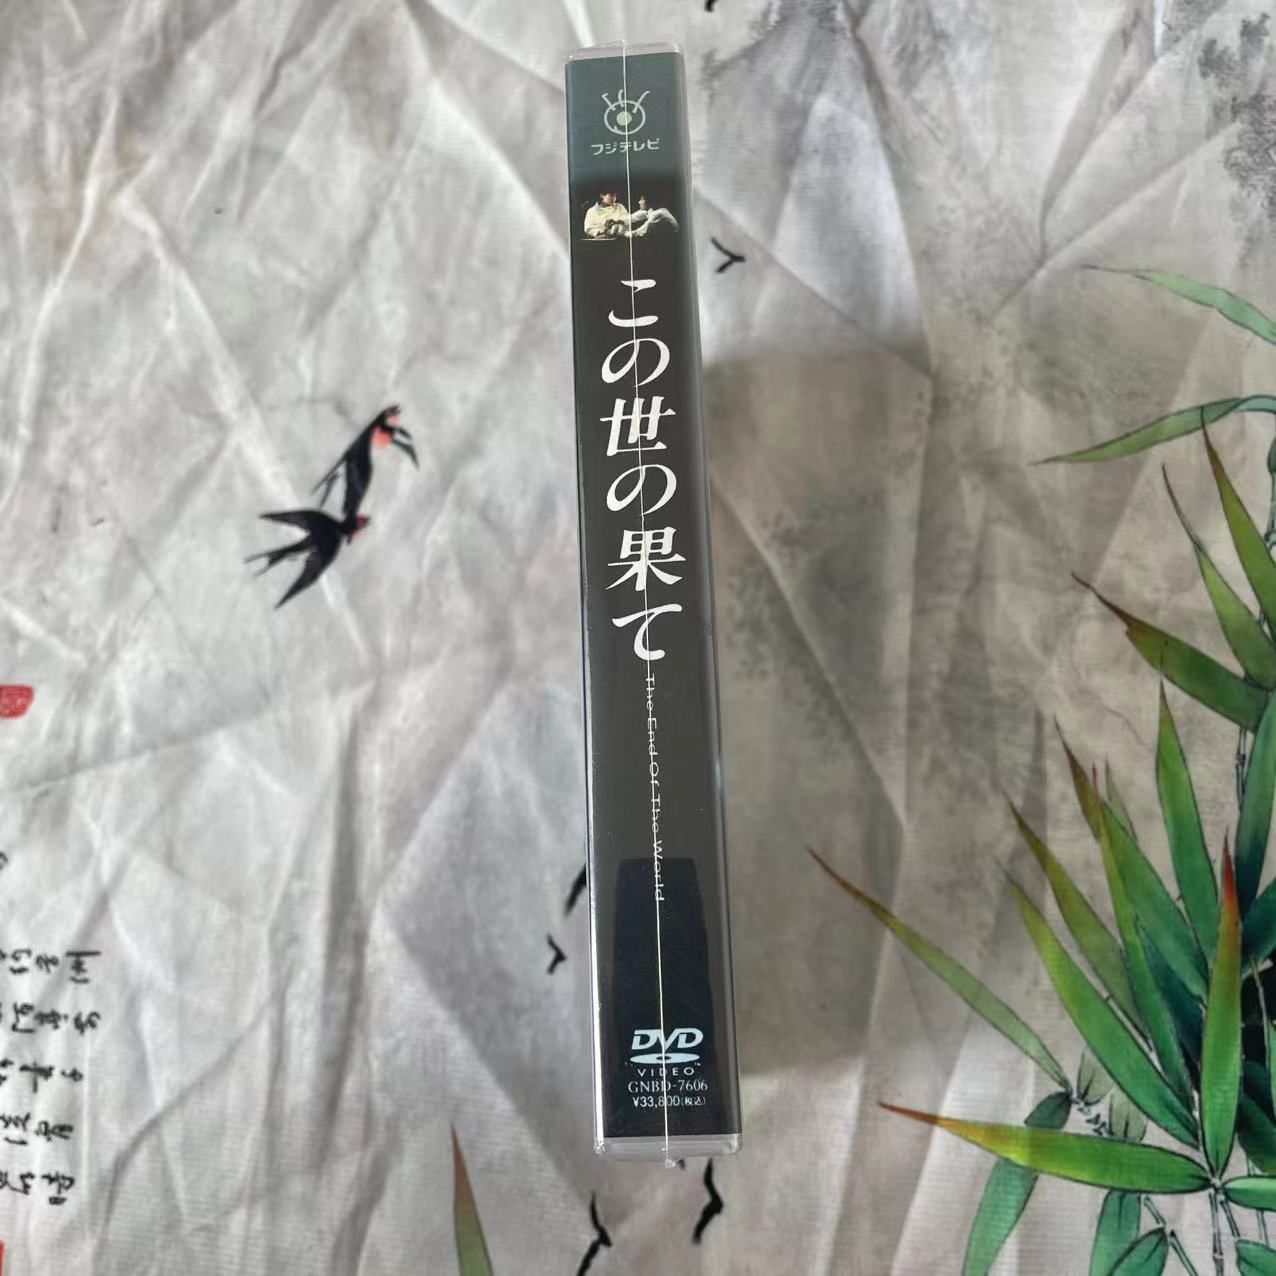 フジテレビ
この世の果て
The End Of The World
DVD
VIDEO™
GNBD-7606
¥33,800(税込)